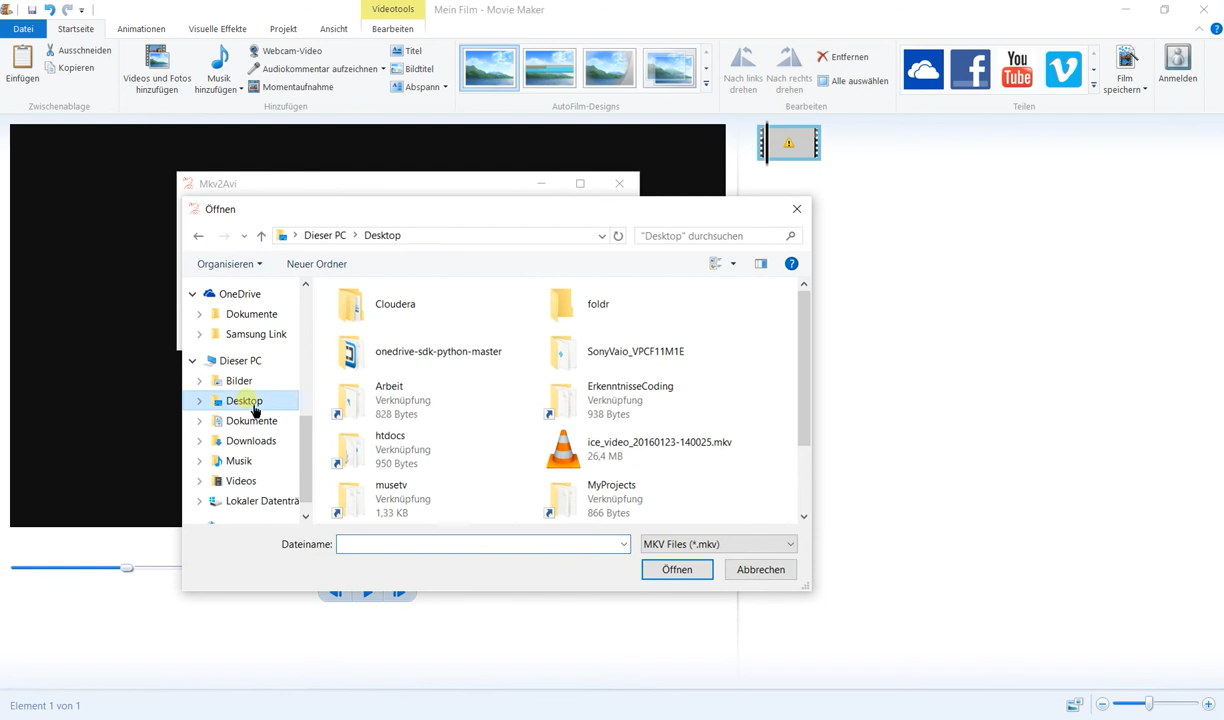 Videotools
Mein Film - Movie Maker
Datei
Startseite
Animationen
Visuelle Effekte
Projekt
Ansicht
Bearbeiten
Einfügen
Ausschneiden
Kopieren
Zwischenablage
Videos und Fotos
hinzufügen
Musik
hinzufügen
Webcam-Video
Audiokommentar aufzeichnen
Momentaufnahme
Titel
Bildtitel
Abspann
Hinzufügen
AutoFilm-Designs
Nach links
drehen
Nach rechts
drehen
Entfernen
Alle auswählen
Bearbeiten
You
Tube
Teilen
Film
speichern
Anmelden
Mkv2Avi
Öffnen
Dieser PC
Desktop
"Desktop" durchsuchen
Organisieren
Neuer Ordner
OneDrive
Dokumente
Samsung Link
Dieser PC
Bilder
Desktop
Dokumente
Downloads
Musik
Videos
Lokaler Datenträ
Cloudera
foldr
onedrive-sdk-python-master
SonyVaio_VPCF11M1E
Arbeit
Verknüpfung
828 Bytes
ErkenntnisseCoding
Verknüpfung
938 Bytes
htdocs
Verknüpfung
950 Bytes
ice_video_20160123-140025.mkv
26,4 MB
musetv
Verknüpfung
1,33 KB
MyProjects
Verknüpfung
866 Bytes
Dateiname:
MKV Files (*.mkv)
Öffnen
Abbrechen
Element 1 von 1